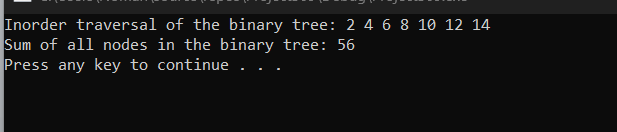 Inorder traversal of the binary tree: 2 4 6 8 10 12 14
Sum of all nodes in the binary tree: 56
Press any key to continue . . .